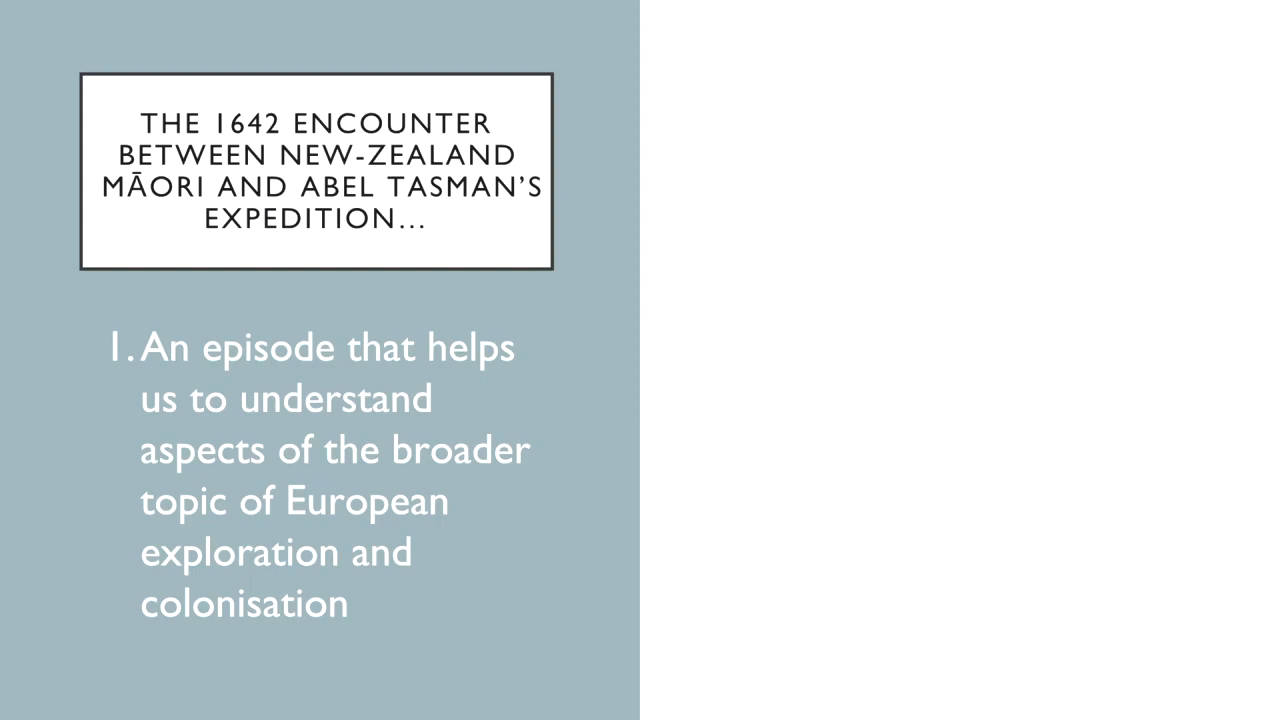 THE 1642 ENCOUNTER
BETWEEN NEW-ZEALAND
MĀORI AND ABEL TASMAN’S
EXPEDITION…
1. An episode that helps
us to understand
aspects of the broader
topic of European
exploration and
colonisation